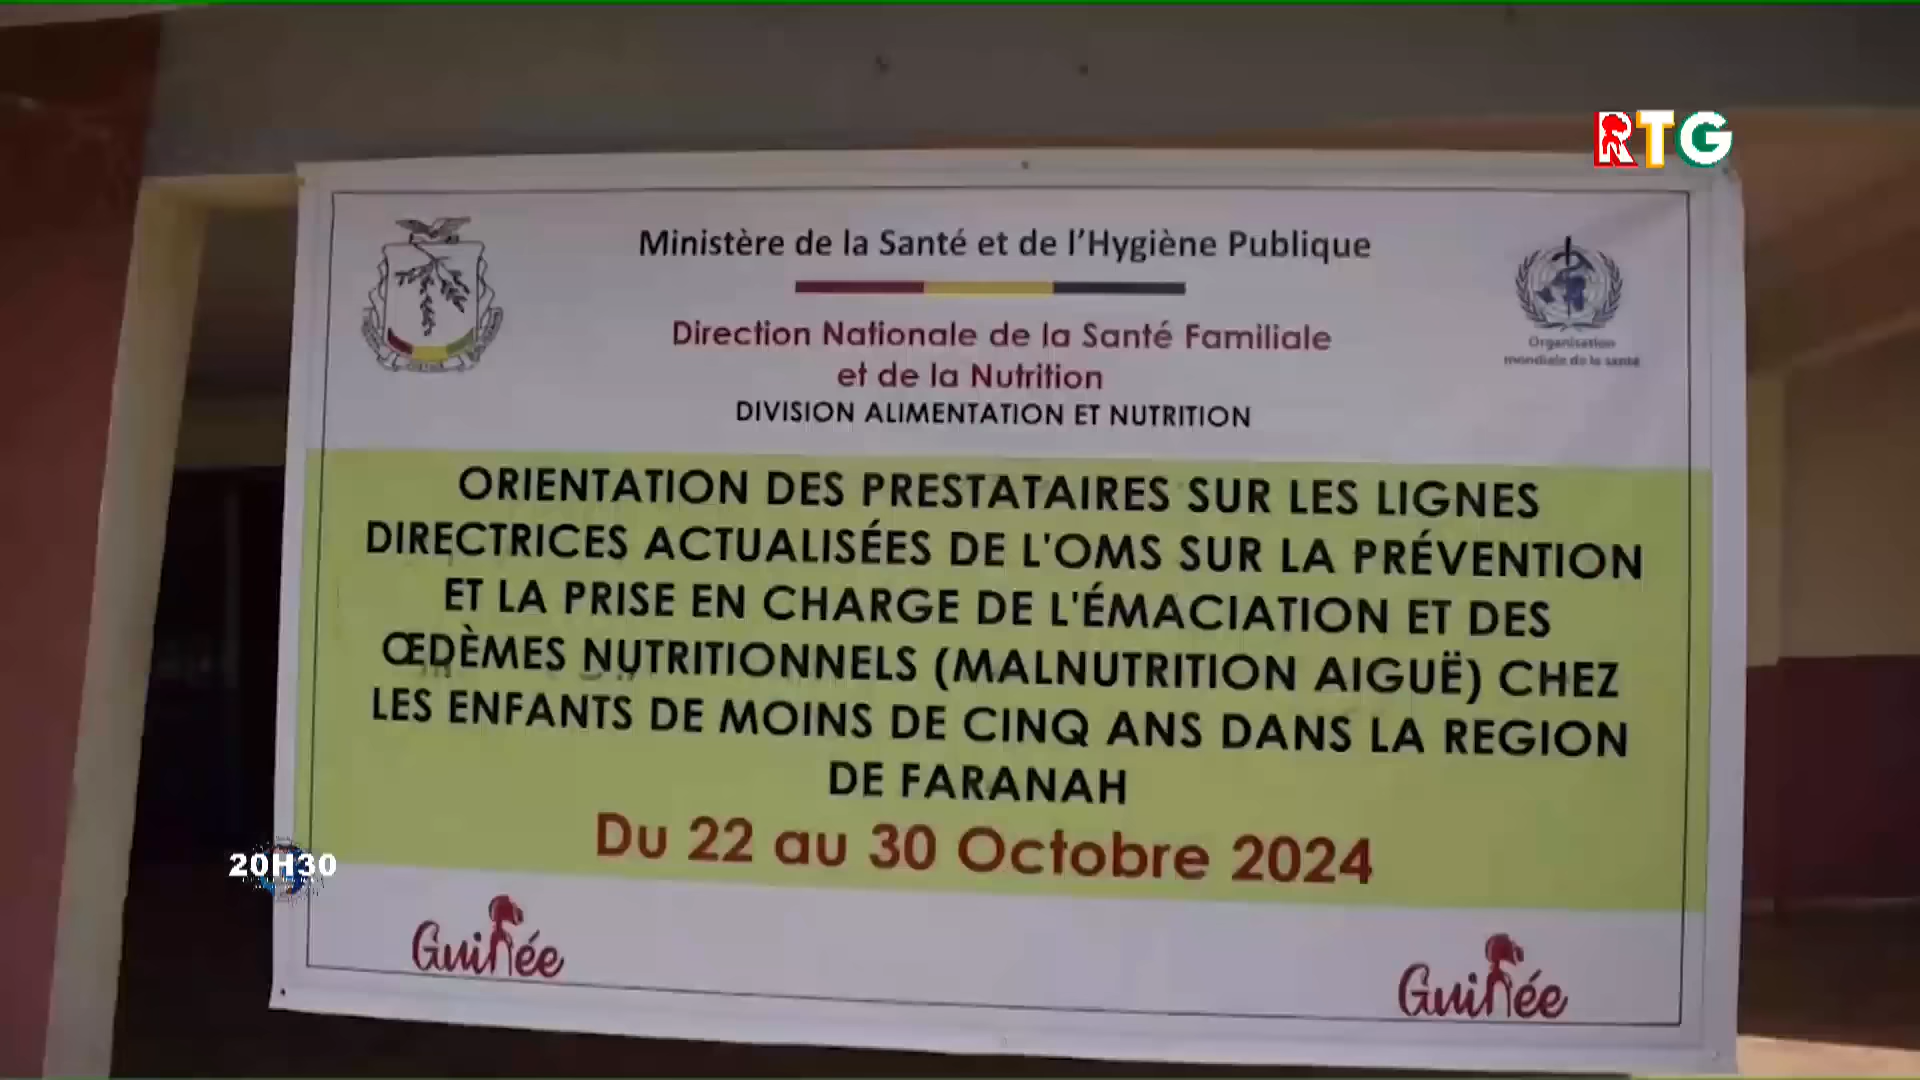 RTG
Ministère de la Santé et de l'Hygiène Publique
Direction Nationale de la Santé Familiale
et de la Nutrition
DIVISION ALIMENTATION ET NUTRITION
Organisation
mondiale de la santé
ORIENTATION DES PRESTATAIRES SUR LES LIGNES
DIRECTRICES ACTUALISÉES DE L'OMS SUR LA PRÉVENTION
ET LA PRISE EN CHARGE DE L'ÉMACIATION ET DES
ŒDÈMES NUTRITIONNELS (MALNUTRITION AIGUË) CHEZ
LES ENFANTS DE MOINS DE CINQ ANS DANS LA REGION
DE FARANAH
Du 22 au 30 Octobre 2024
20H30
Guinée
Guinée